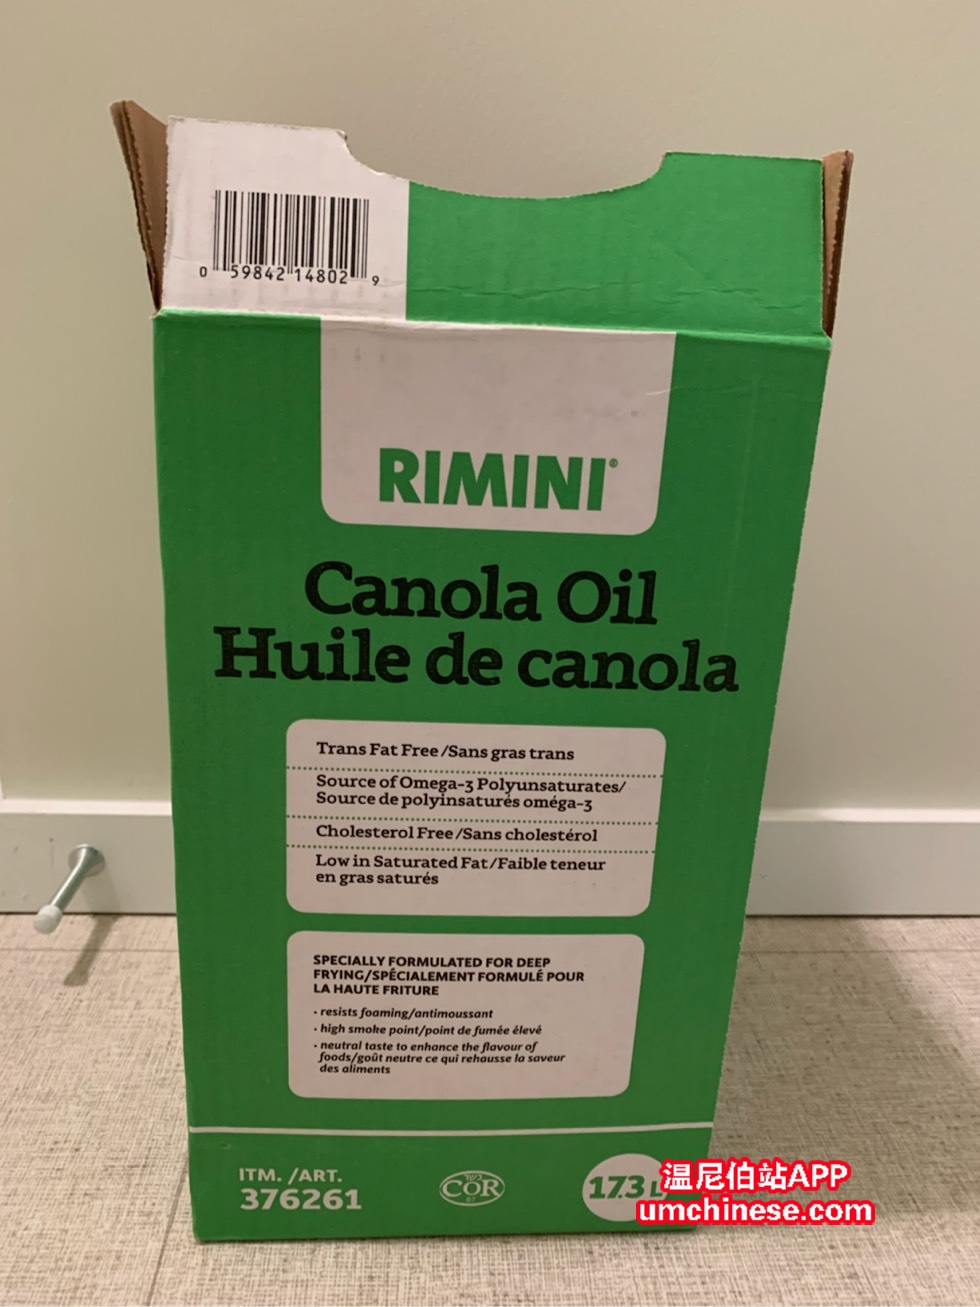 0 59842 14802 9
RIMINI®
Canola Oil
Huile de canola
Trans Fat Free/Sans gras trans
Source of Omega-3 Polyunsaturates/
Source de polyinsaturés oméga-3
Cholesterol Free/Sans cholestérol
Low in Saturated Fat/Faible teneur
en gras saturés
SPECIALLY FORMULATED FOR DEEP
FRYING/SPÉCIALEMENT FORMULÉ POUR
LA HAUTE FRITURE
• resists foaming/antimoussant
• high smoke point/point de fumée élevé
• neutral taste to enhance the flavour of
foods/goût neutre ce qui rehausse la saveur
des aliments
ITM. /ART.
376261
COR
17.3 L
温尼伯站APP
umchinese.com